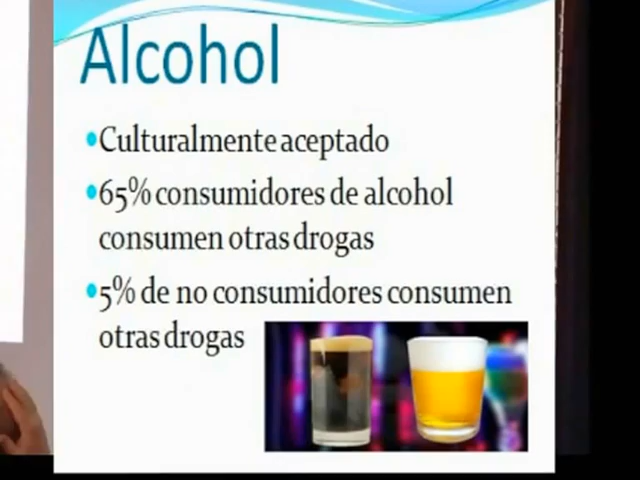 Alcohol
•Culturalmente aceptado
•65% consumidores de alcohol
consumen otras drogas
•5% de no consumidores consumen
otras drogas